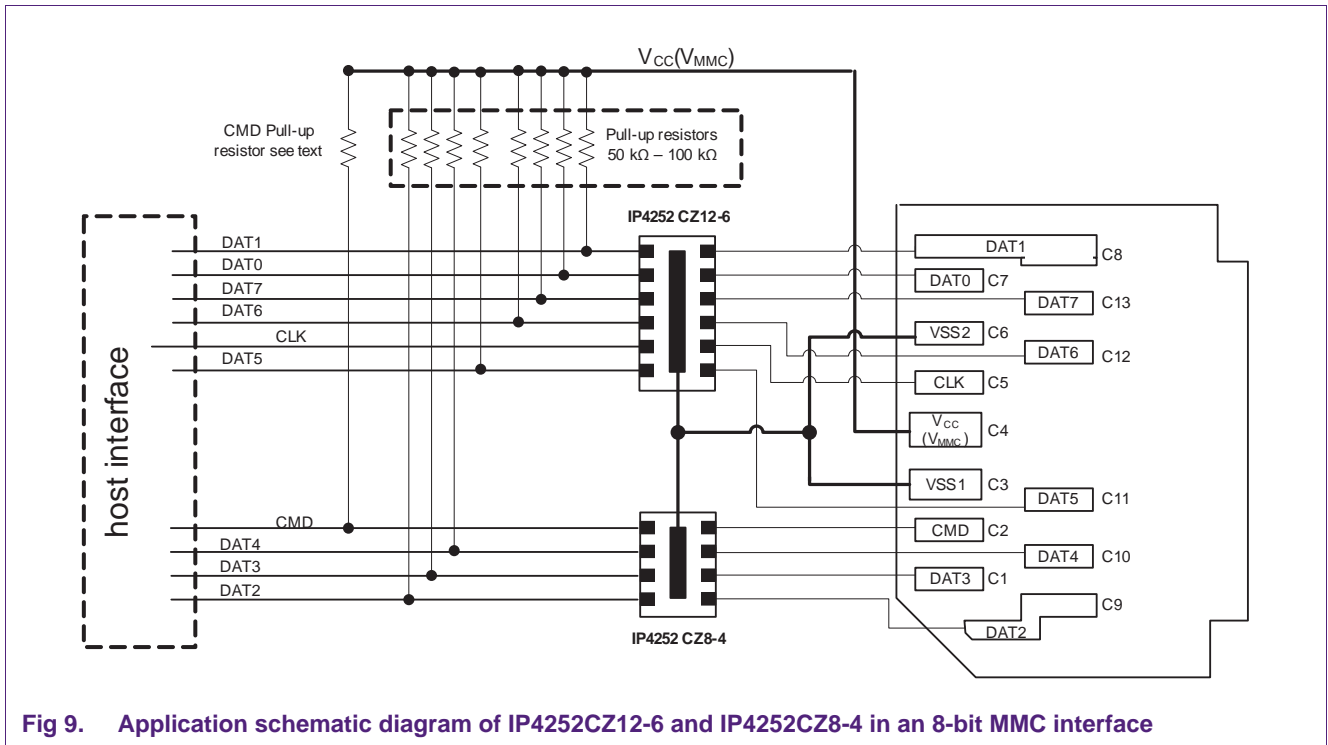 VCC(VMMC)
CMD Pull-up
resistor see text
Pull-up resistors
50 kΩ – 100 kΩ
IP4252 CZ12-6
host interface
DAT1
DAT0
DAT7
DAT6
CLK
DAT5
CMD
DAT4
DAT3
DAT2
IP4252 CZ8-4
DAT1 C8
DAT0 C7
DAT7 C13
VSS2 C6
DAT6 C12
CLK C5
VCC
(VMMC) C4
VSS1 C3
DAT5 C11
CMD C2
DAT4 C10
DAT3 C1
C9
DAT2
Fig 9. Application schematic diagram of IP4252CZ12-6 and IP4252CZ8-4 in an 8-bit MMC interface